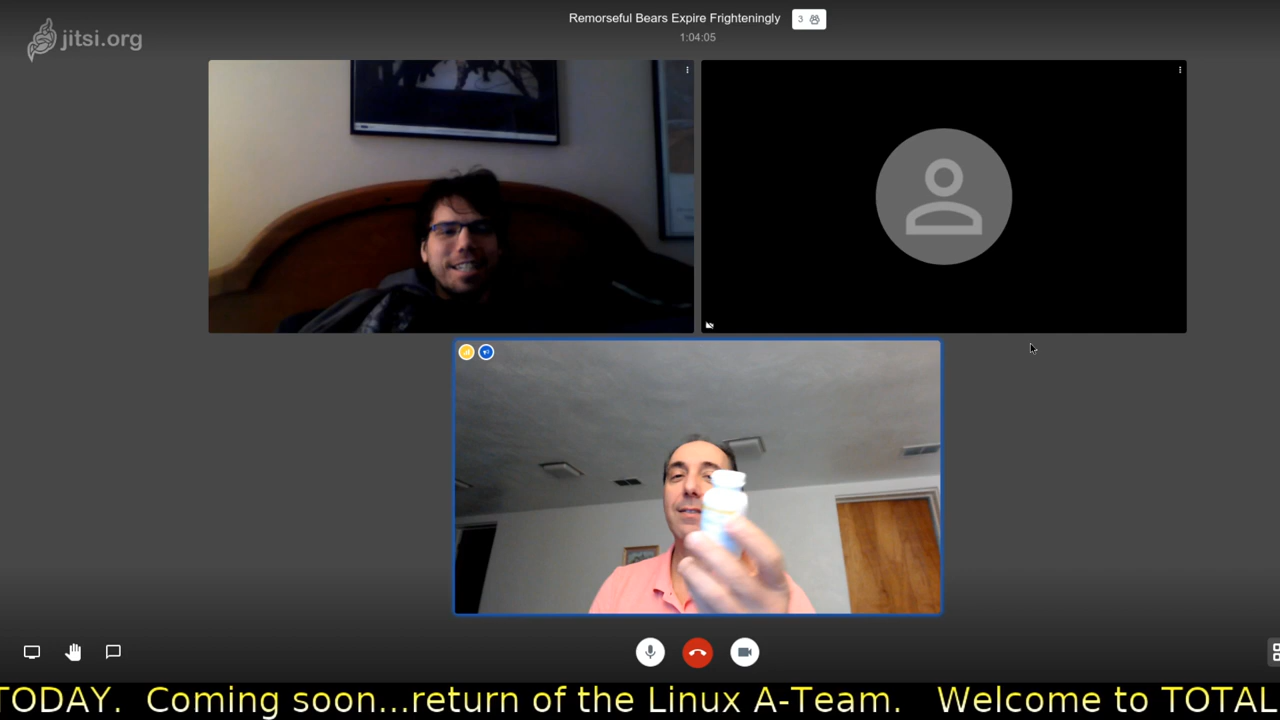 jitsi.org
Remorseful Bears Expire Frighteningly
3
1:04:05
TODAY. Coming soon...return of the Linux A-Team. Welcome to TOTAL